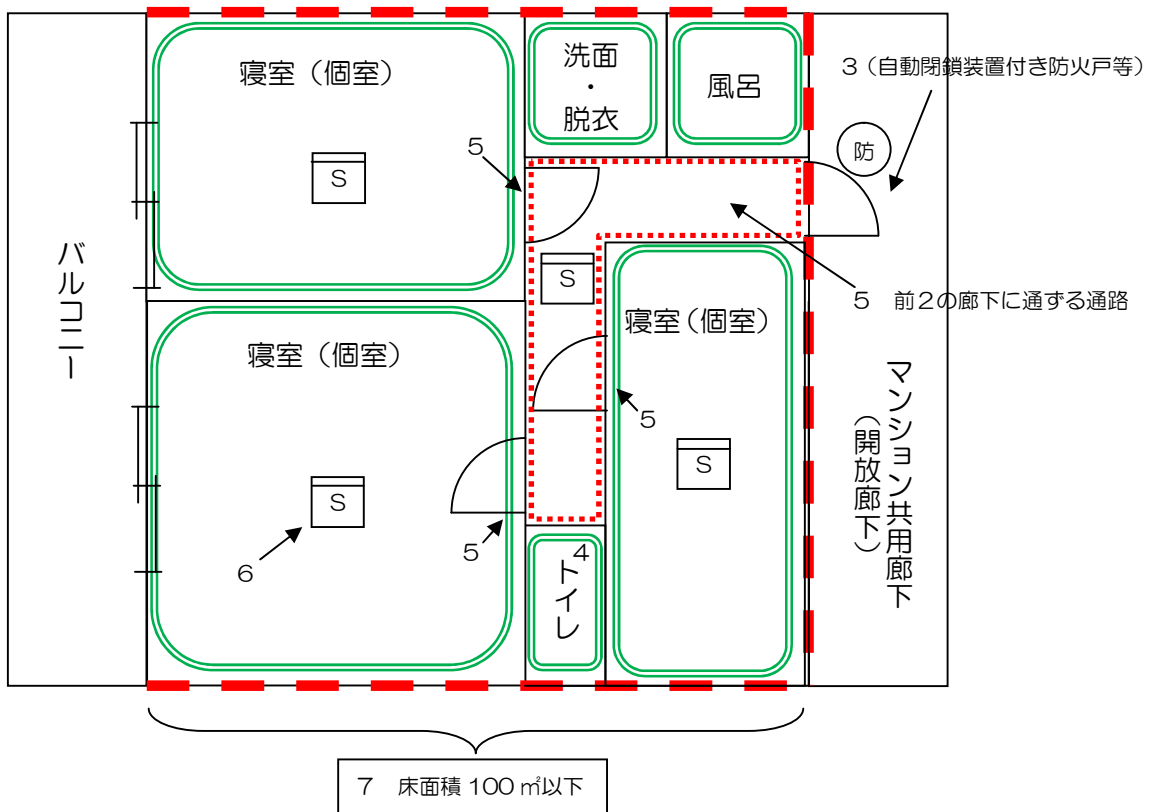 寝室（個室）
洗面
・
脱衣
風呂
３（自動閉鎖装置付き防火戸等）
防
５
S
バルコニー
S
５　前２の廊下に通ずる通路
寝室（個室）
寝室（個室）
マンション共用廊下
（開放廊下）
５
S
S
５
６
４
トイレ
７　床面積 100 ㎡以下